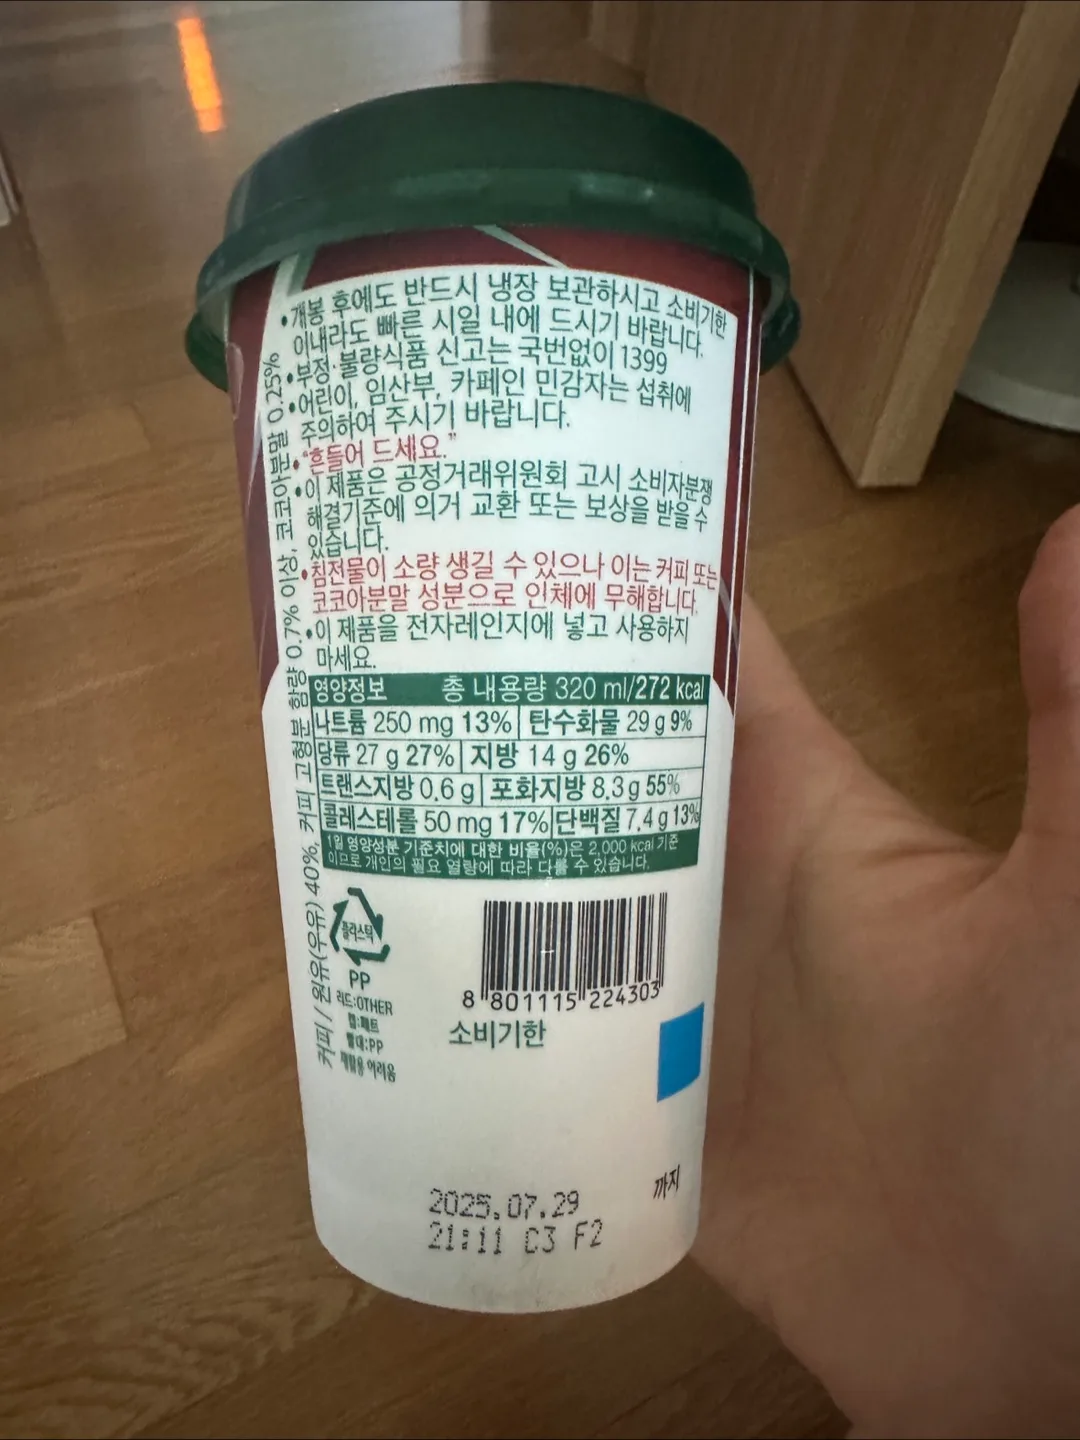 • 개봉 후에도 반드시 냉장 보관하시고 소비기한
이내라도 빠른 시일 내에 드시기 바랍니다.
• 부정·불량식품 신고는 국번없이 1399
• 어린이, 임산부, 카페인 민감자는 섭취에
주의하여 주시기 바랍니다.
• "흔들어 드세요."
• 이 제품은 공정거래위원회 고시 소비자분쟁
해결기준에 의거 교환 또는 보상을 받을 수
있습니다.
• 침전물이 소량 생길 수 있으나 이는 커피 또는
코코아분말 성분으로 인체에 무해합니다.
• 이 제품을 전자레인지에 넣고 사용하지
마세요.
영양정보 총 내용량 320 ml/272 kcal
나트륨 250 mg 13% 탄수화물 29 g 9%
당류 27 g 27% 지방 14 g 26%
트랜스지방 0.6 g 포화지방 8.3 g 55%
콜레스테롤 50 mg 17% 단백질 7.4 g 13%
1일 영양성분 기준치에 대한 비율(%)은 2,000 kcal 기준
이므로 개인의 필요 열량에 따라 다를 수 있습니다.
커피 / 원유(우유) 40%, 커피 고형분 함량 0.7% 이상, 코코아분말 0.25%
플라스틱
PP
리드:OTHER
캡:페트
빨대:PP
재활용 어려움
8 801115 224303
소비기한
까지
2025.07.29
21:11 C3 F2